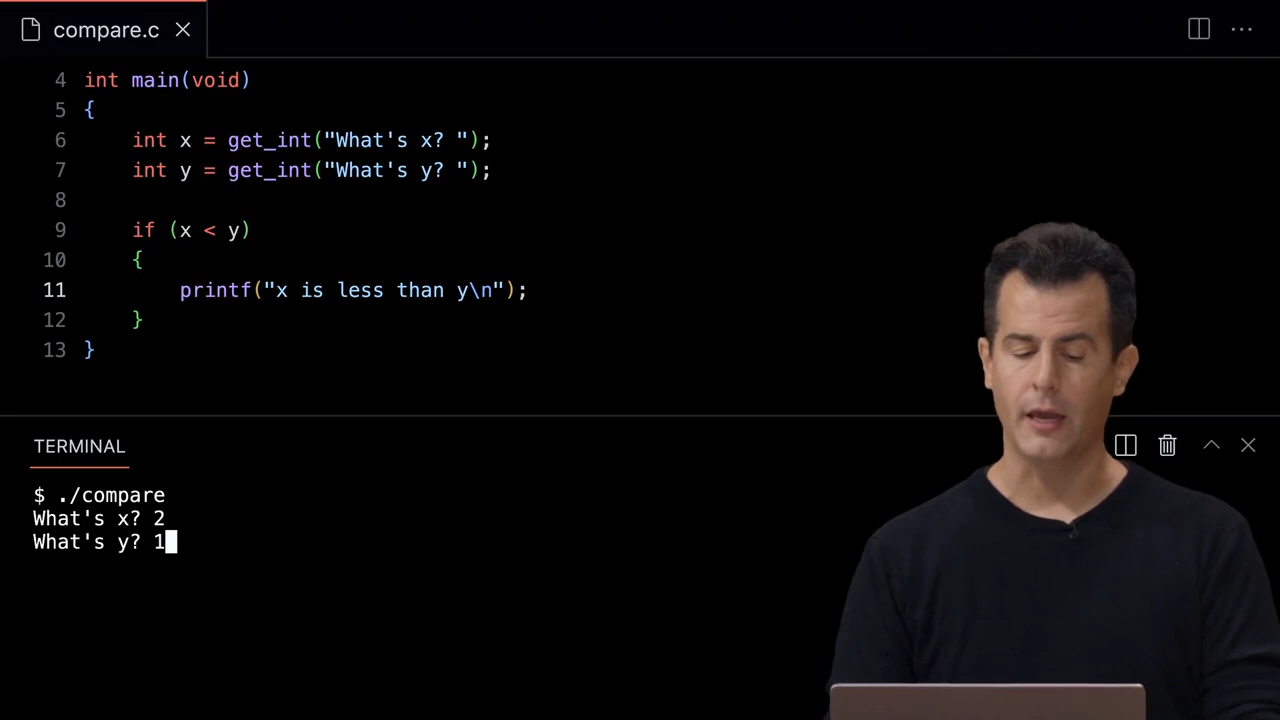 compare.c
4 int main(void)
5 {
6     int x = get_int("What's x? ");
7     int y = get_int("What's y? ");
8
9     if (x < y)
10     {
11         printf("x is less than y\n");
12     }
13 }
TERMINAL
$ ./compare
What's x? 2
What's y? 1